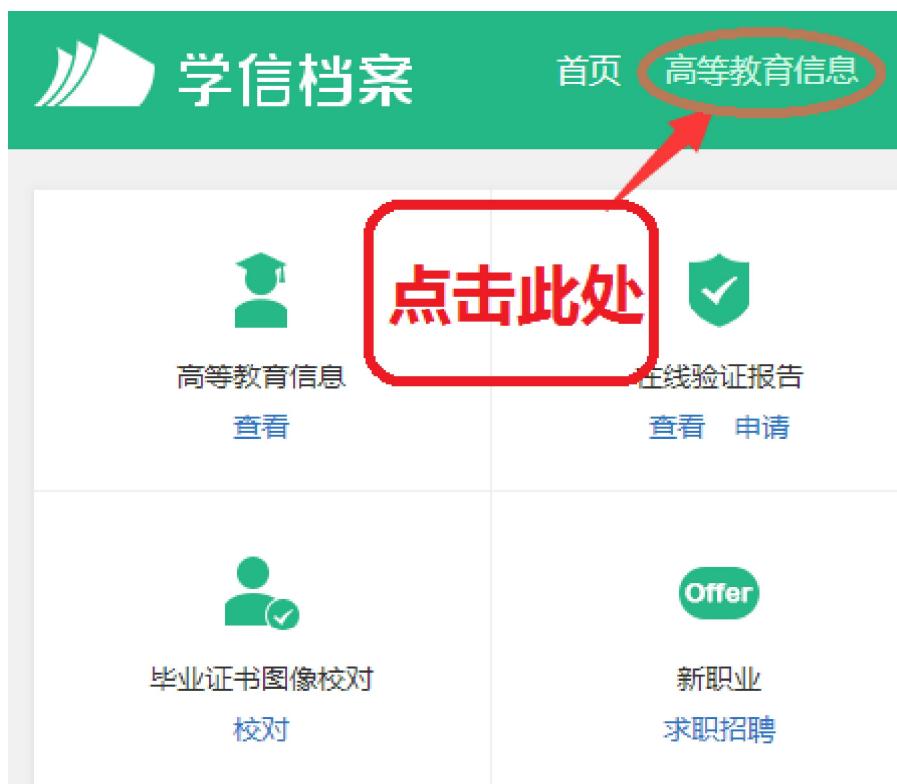 学信档案 首页 高等教育信息
点击此处
高等教育信息 在线验证报告
查看 查看 申请
Offer
毕业证书图像校对 新职业
校对 求职招聘